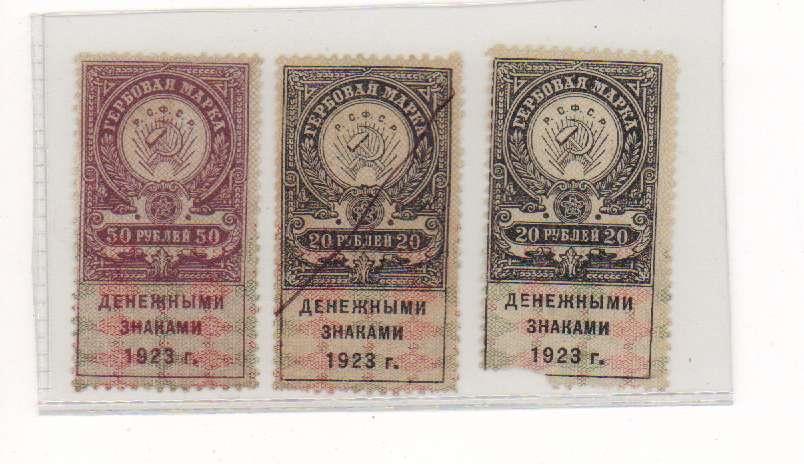 ГЕРБОВАЯ МАРКА
Р.С.Ф.С.Р.
50 РУБЛЕЙ 50
ДЕНЕЖНЫМИ
ЗНАКАМИ
1923 г.
ГЕРБОВАЯ МАРКА
Р.С.Ф.С.Р.
20 РУБЛЕЙ 20
ДЕНЕЖНЫМИ
ЗНАКАМИ
1923 г.
ГЕРБОВАЯ МАРКА
Р.С.Ф.С.Р.
20 РУБЛЕЙ 20
ДЕНЕЖНЫМИ
ЗНАКАМИ
1923 г.